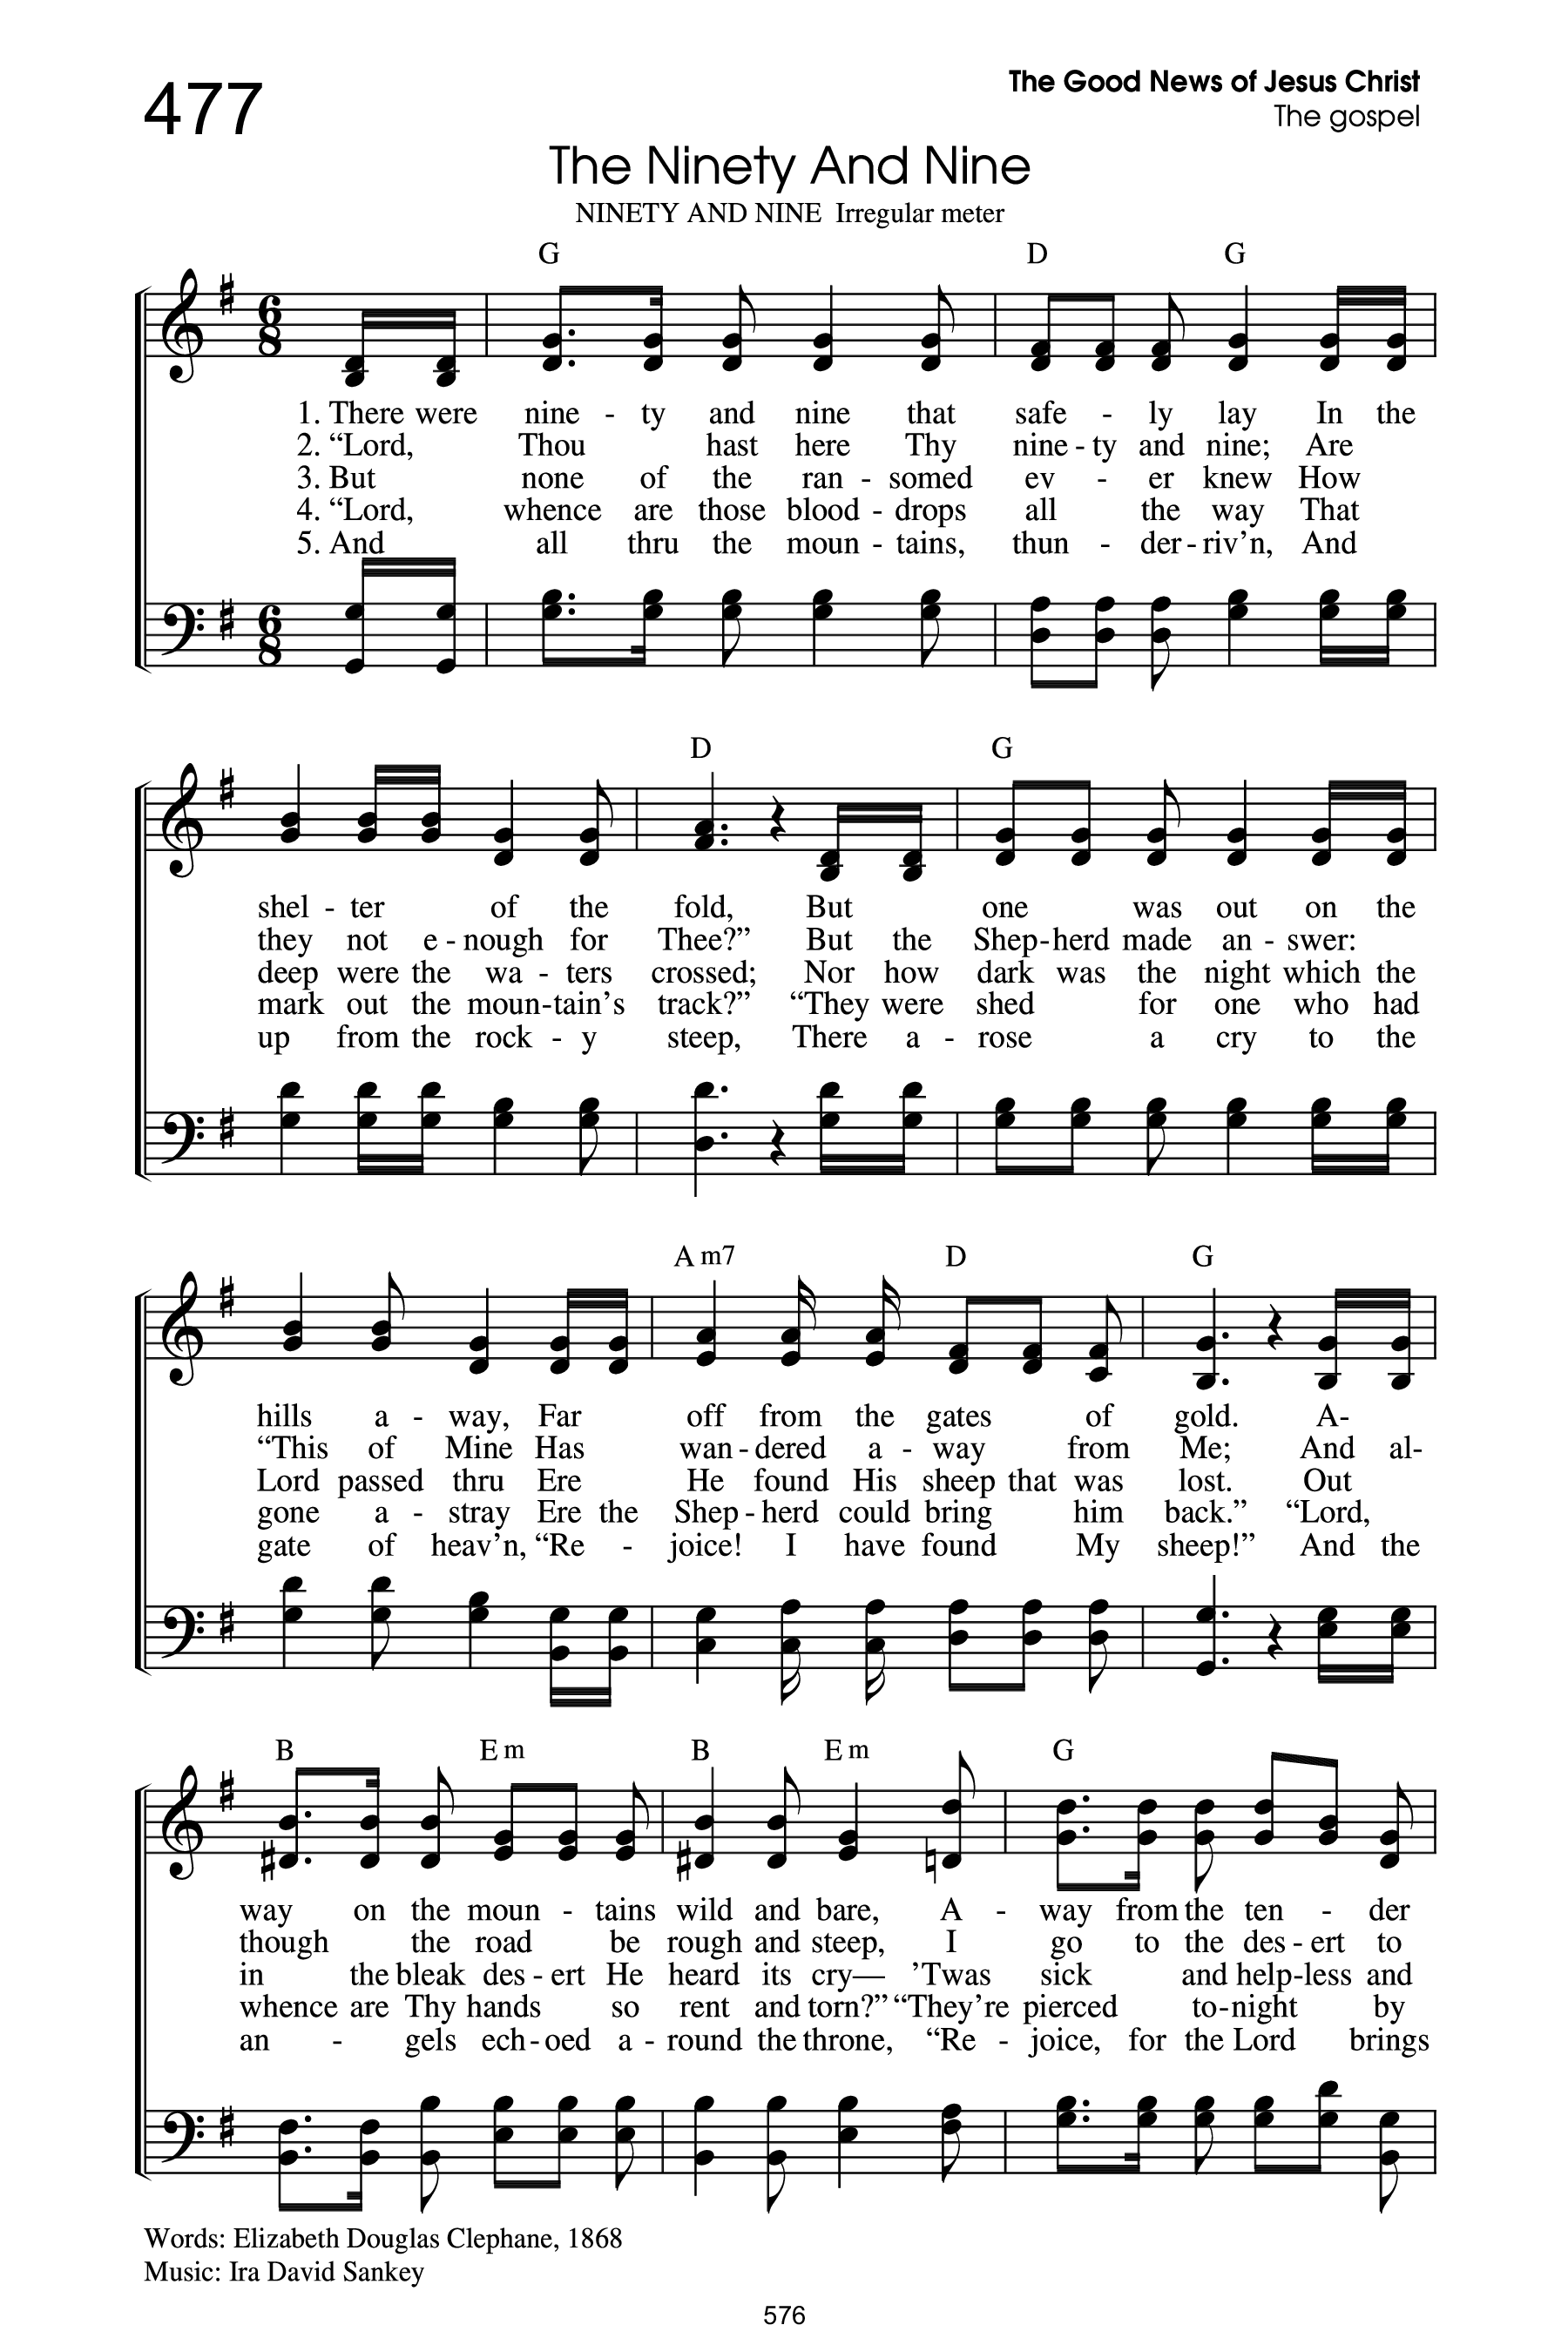 477
The Good News of Jesus Christ
The gospel
The Ninety And Nine
NINETY AND NINE Irregular meter
G D G
1. There were nine - ty and nine that safe - ly lay In the
2. “Lord, Thou hast here Thy nine - ty and nine; Are
3. But none of the ran - somed ev - er knew How
4. “Lord, whence are those blood - drops all the way That
5. And all thru the moun - tains, thun - der - riv’n, And
D G
shel - ter of the fold, But one was out on the
they not e - nough for Thee?” But the Shep - herd made an - swer:
deep were the wa - ters crossed; Nor how dark was the night which the
mark out the moun - tain’s track?” “They were shed for one who had
up from the rock - y steep, There a - rose a cry to the
A m7 D G
hills a - way, Far off from the gates of gold. A-
“This of Mine Has wan - dered a - way from Me; And al-
Lord passed thru Ere He found His sheep that was lost. Out
gone a - stray Ere the Shep - herd could bring him back.” “Lord,
gate of heav’n, “Re - joice! I have found My sheep!” And the
B E m B E m G
way on the moun - tains wild and bare, A - way from the ten - der
though the road be rough and steep, I go to the des - ert to
in the bleak des - ert He heard its cry— ’Twas sick and help - less and
whence are Thy hands so rent and torn?” “They’re pierced to - night by
an - gels ech - oed a - round the throne, “Re - joice, for the Lord brings
Words: Elizabeth Douglas Clephane, 1868
Music: Ira David Sankey
576